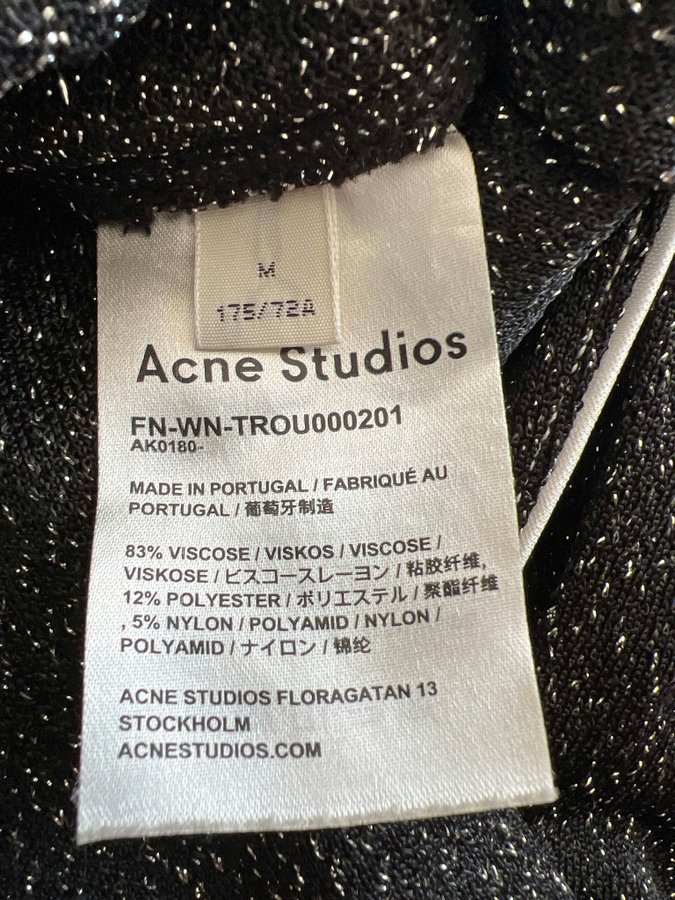 M
175/72A
Acne Studios
FN-WN-TROU000201
AK0180-
MADE IN PORTUGAL / FABRIQUÉ AU
PORTUGAL / 葡萄牙制造
83% VISCOSE / VISKOS / VISCOSE /
VISKOSE / ビスコースレーヨン / 粘胶纤维,
12% POLYESTER / ポリエステル / 聚酯纤维
, 5% NYLON / POLYAMID / NYLON /
POLYAMID / ナイロン / 锦纶
ACNE STUDIOS FLORAGATAN 13
STOCKHOLM
ACNESTUDIOS.COM